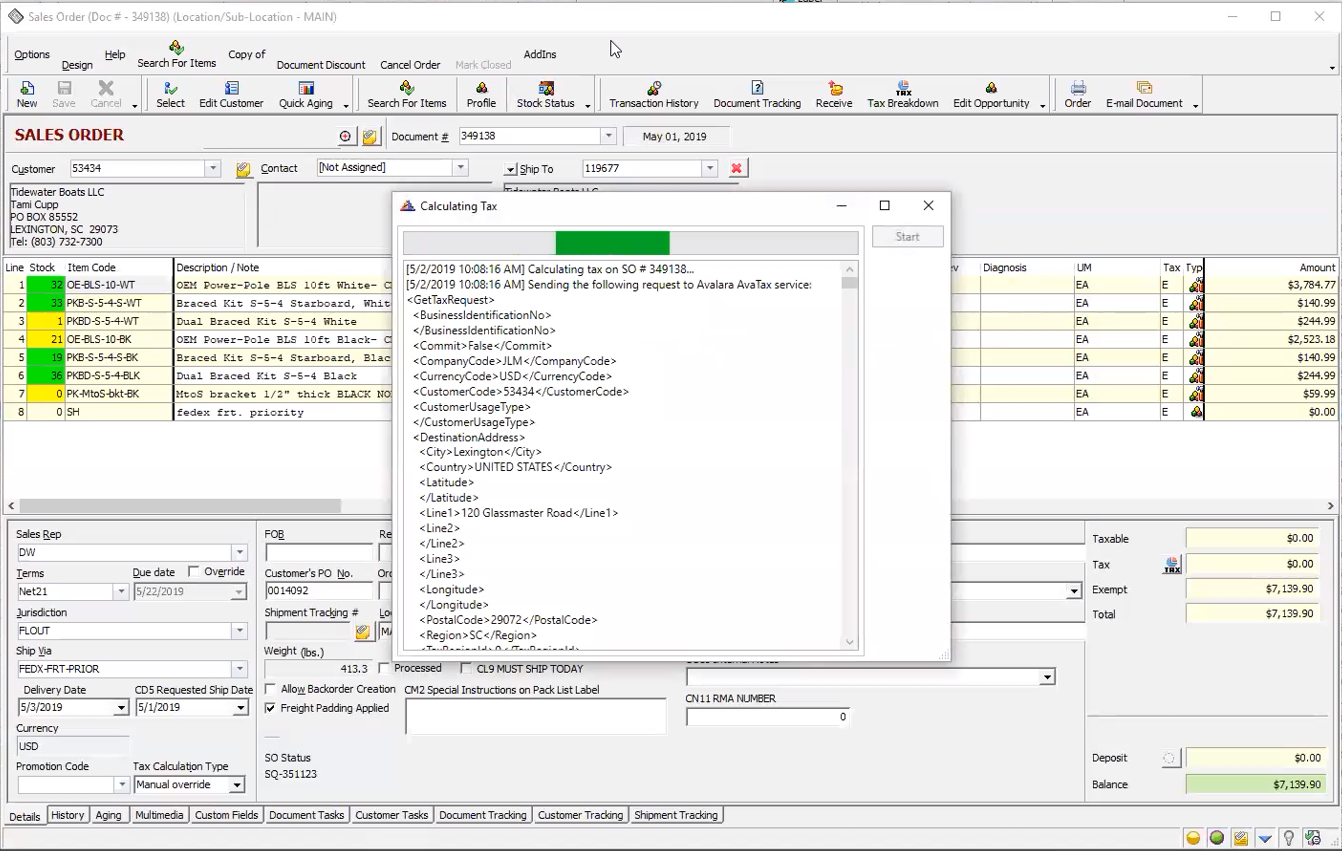 Label
Sales Order (Doc # - 349138) (Location/Sub-Location - MAIN)
Options
Design
Help
Search For Items
Copy of
Document Discount
Cancel Order
Mark Closed
AddIns
New
Save
Cancel
Select
Edit Customer
Quick Aging
Search For Items
Profile
Stock Status
Transaction History
Document Tracking
Receive
Tax Breakdown
Edit Opportunity
Order
E-mail Document
SALES ORDER
Document # 349138
May 01, 2019
Customer 53434
Contact [Not Assigned]
Ship To 119677
Tidewater Boats LLC
Tami Cupp
PO BOX 85552
LEXINGTON, SC 29073
Tel: (803) 732-7300
Line Stock Item Code Description / Note Diagnosis UM Tax Typ Amount
1 32 OE-BLS-10-WT OEM Power-Pole BLS 10ft White- C EA E $3,784.77
2 33 PKB-S-5-4-S-WT Braced Kit S-5-4 Starboard, White EA E $140.99
3 1 PKBD-S-5-4-WT Dual Braced Kit S-5-4 White EA E $244.99
4 21 OE-BLS-10-BK OEM Power-Pole BLS 10ft Black- C EA E $2,523.18
5 19 PKB-S-5-4-S-BK Braced Kit S-5-4 Starboard, Blac EA E $140.99
6 36 PKBD-S-5-4-BLK Dual Braced Kit S-5-4 Black EA E $244.99
7 0 PK-MtoS-bkt-BK MtoS bracket 1/2" thick BLACK NO EA E $59.99
8 0 SH fedex frt. priority EA E $0.00
Calculating Tax
Start
[5/2/2019 10:08:16 AM] Calculating tax on SO # 349138...
[5/2/2019 10:08:16 AM] Sending the following request to Avalara AvaTax service:
<GetTaxRequest>
<BusinessIdentificationNo>
</BusinessIdentificationNo>
<Commit>False</Commit>
<CompanyCode>JLM</CompanyCode>
<CurrencyCode>USD</CurrencyCode>
<CustomerCode>53434</CustomerCode>
<CustomerUsageType>
</CustomerUsageType>
<DestinationAddress>
<City>Lexington</City>
<Country>UNITED STATES</Country>
<Latitude>
</Latitude>
<Line1>120 Glassmaster Road</Line1>
<Line2>
</Line2>
<Line3>
</Line3>
<Longitude>
</Longitude>
<PostalCode>29072</PostalCode>
<Region>SC</Region>
<TaxRegionId>0</TaxRegionId>
Sales Rep
DW
Terms
Net21
Due date
Override
5/22/2019
Jurisdiction
FLOUT
Ship Via
FEDX-FRT-PRIOR
Delivery Date
5/3/2019
CD5 Requested Ship Date
5/1/2019
Currency
USD
Promotion Code
Tax Calculation Type
Manual override
FOB
Re
Customer's PO No.
0014092
Shipment Tracking #
Weight (lbs.)
413.3
Processed
CL9 MUST SHIP TODAY
Allow Backorder Creation
Freight Padding Applied
CM2 Special Instructions on Pack List Label
SO Status
SQ-351123
CN11 RMA NUMBER
0
Taxable $0.00
Tax TAX $0.00
Exempt $7,139.90
Total $7,139.90
Deposit $0.00
Balance $7,139.90
Details
History
Aging
Multimedia
Custom Fields
Document Tasks
Customer Tasks
Document Tracking
Customer Tracking
Shipment Tracking